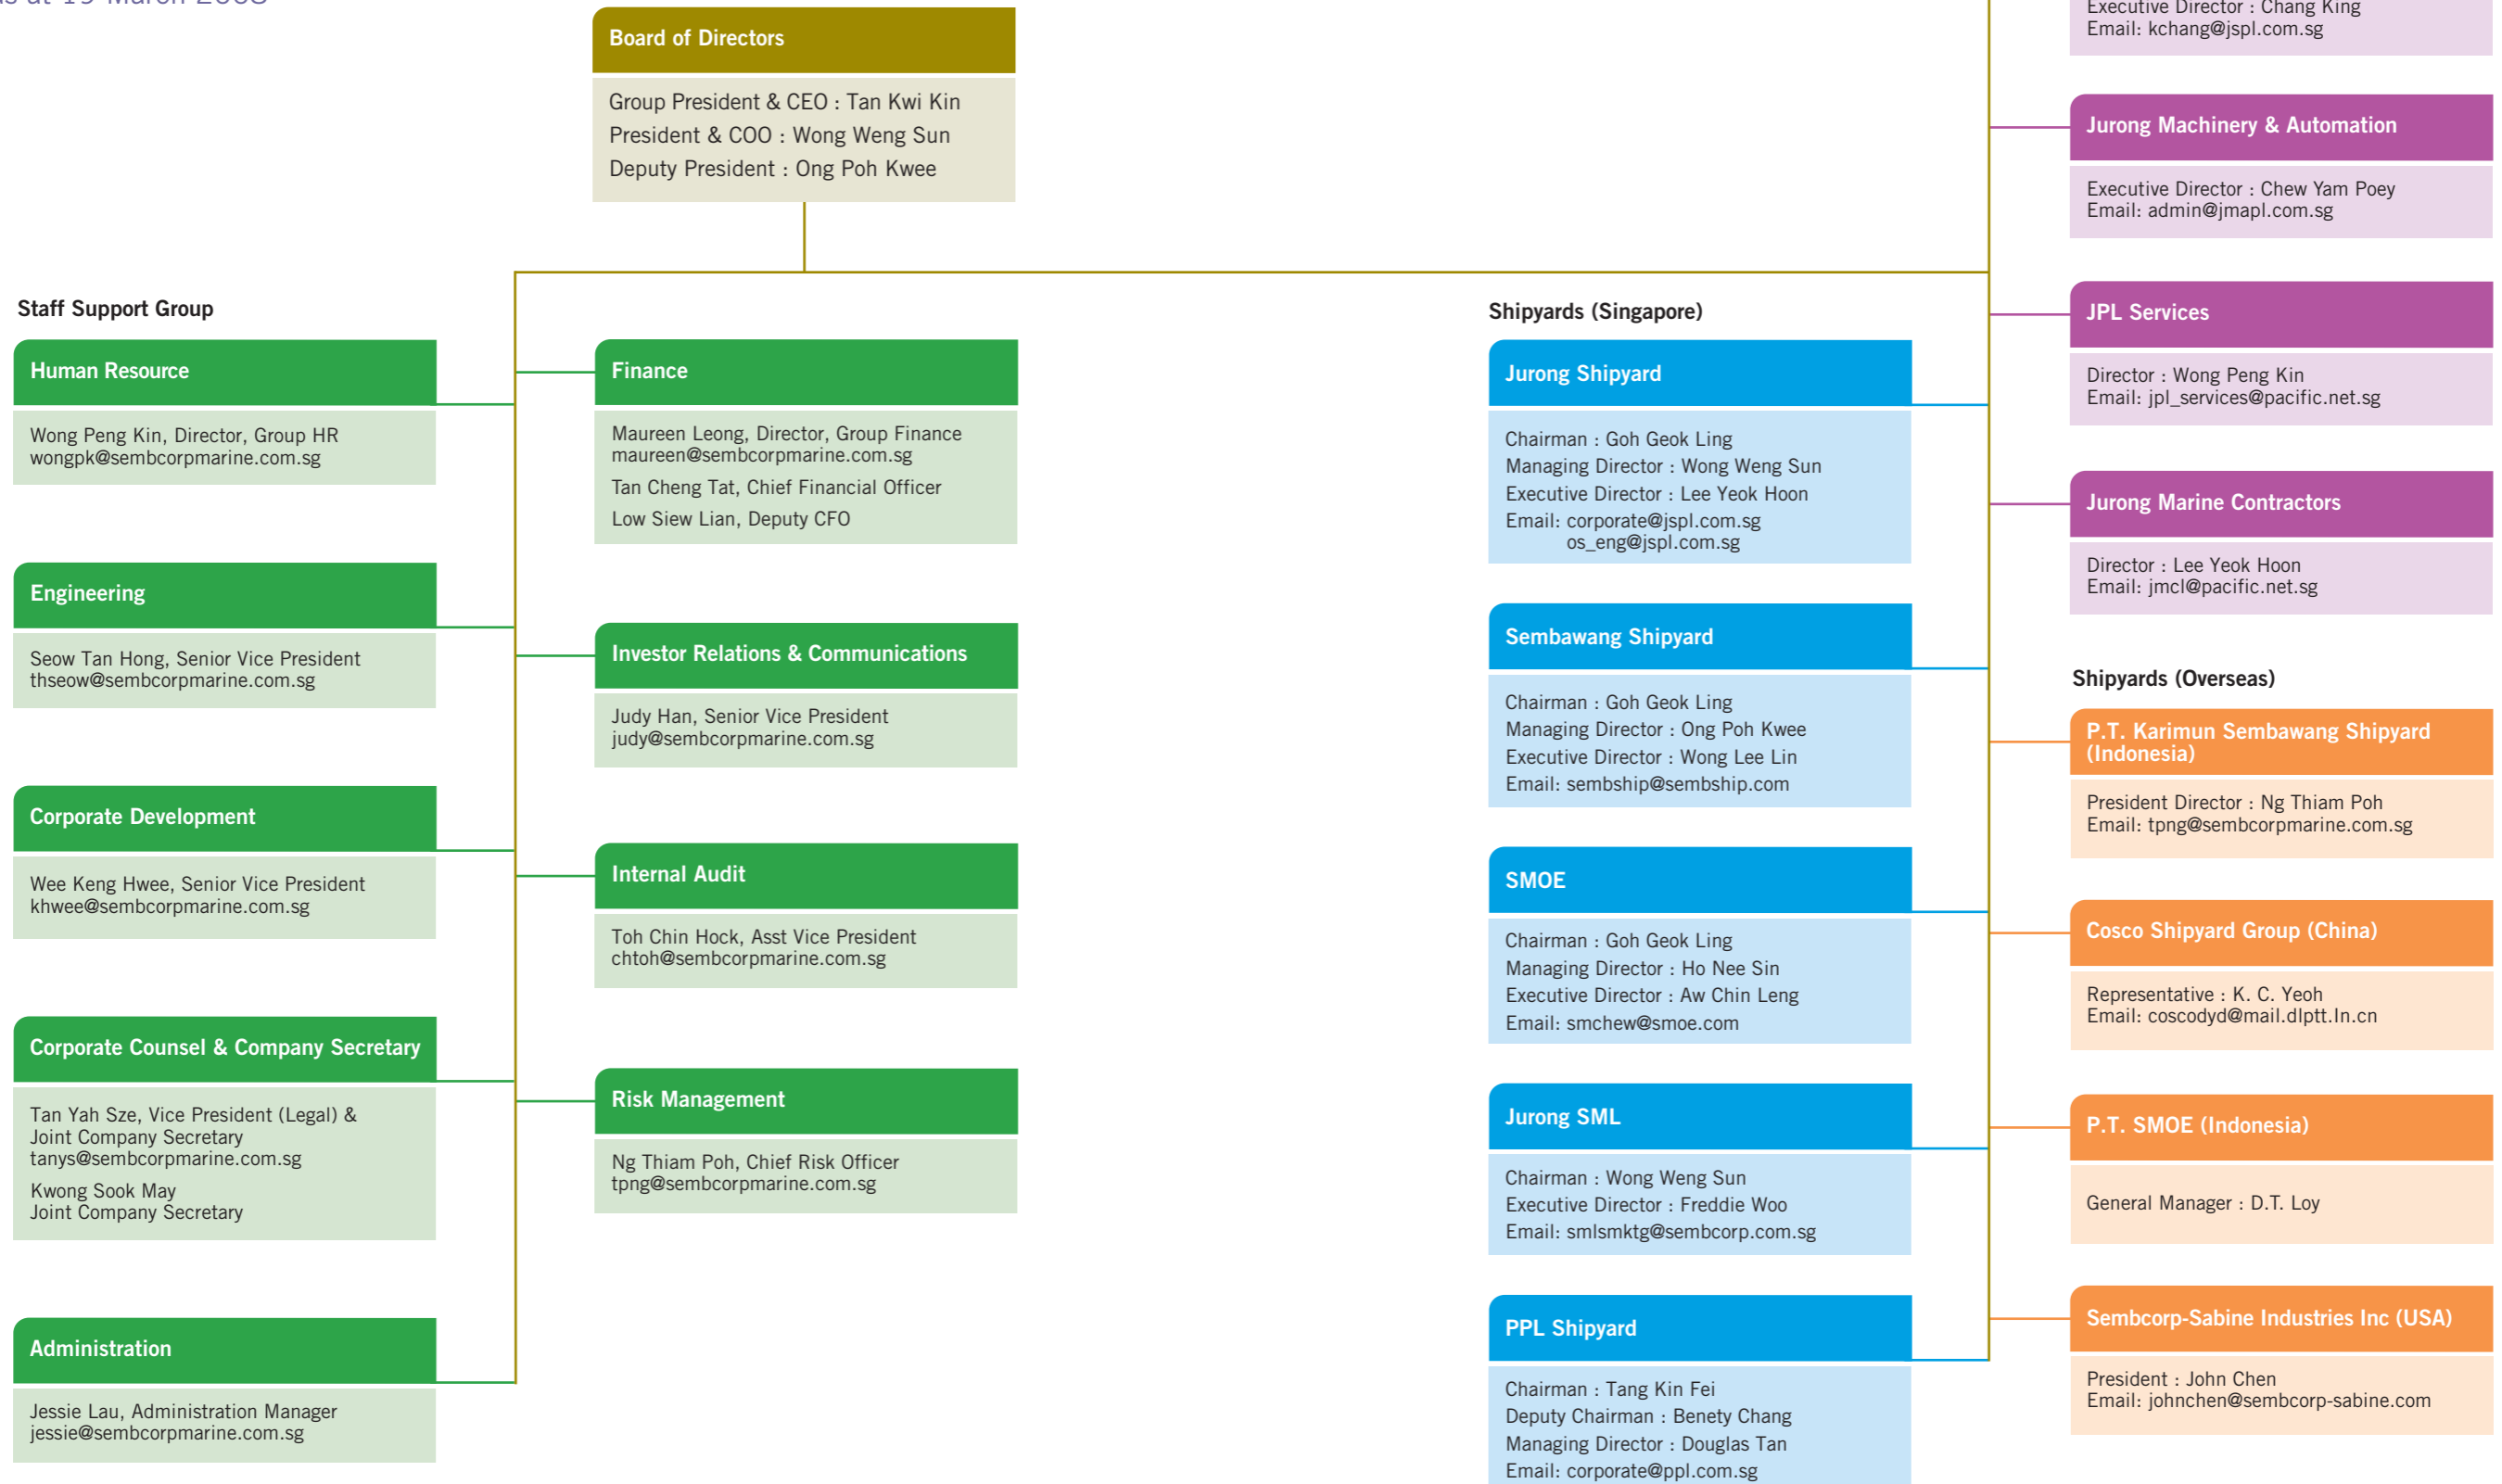 as at 19 March 2008
Board of Directors
Group President & CEO : Tan Kwi Kin
President & COO : Wong Weng Sun
Deputy President : Ong Poh Kwee
Staff Support Group
Human Resource
Wong Peng Kin, Director, Group HR
wongpk@sembcorpmarine.com.sg
Engineering
Seow Tan Hong, Senior Vice President
thseow@sembcorpmarine.com.sg
Corporate Development
Wee Keng Hwee, Senior Vice President
khwee@sembcorpmarine.com.sg
Corporate Counsel & Company Secretary
Tan Yah Sze, Vice President (Legal) &
Joint Company Secretary
tanys@sembcorpmarine.com.sg
Kwong Sook May
Joint Company Secretary
Administration
Jessie Lau, Administration Manager
jessie@sembcorpmarine.com.sg
Finance
Maureen Leong, Director, Group Finance
maureen@sembcorpmarine.com.sg
Tan Cheng Tat, Chief Financial Officer
Low Siew Lian, Deputy CFO
Investor Relations & Communications
Judy Han, Senior Vice President
judy@sembcorpmarine.com.sg
Internal Audit
Toh Chin Hock, Asst Vice President
chtoh@sembcorpmarine.com.sg
Risk Management
Ng Thiam Poh, Chief Risk Officer
tpng@sembcorpmarine.com.sg
Shipyards (Singapore)
Jurong Shipyard
Chairman : Goh Geok Ling
Managing Director : Wong Weng Sun
Executive Director : Lee Yeok Hoon
Email: corporate@jspl.com.sg
os_eng@jspl.com.sg
Sembawang Shipyard
Chairman : Goh Geok Ling
Managing Director : Ong Poh Kwee
Executive Director : Wong Lee Lin
Email: sembship@sembship.com
SMOE
Chairman : Goh Geok Ling
Managing Director : Ho Nee Sin
Executive Director : Aw Chin Leng
Email: smchew@smoe.com
Jurong SML
Chairman : Wong Weng Sun
Executive Director : Freddie Woo
Email: smlsmktg@sembcorp.com.sg
PPL Shipyard
Chairman : Tang Kin Fei
Deputy Chairman : Benety Chang
Managing Director : Douglas Tan
Email: corporate@ppl.com.sg
Executive Director : Chang King
Email: kchang@jspl.com.sg
Jurong Machinery & Automation
Executive Director : Chew Yam Poey
Email: admin@jmapl.com.sg
JPL Services
Director : Wong Peng Kin
Email: jpl_services@pacific.net.sg
Jurong Marine Contractors
Director : Lee Yeok Hoon
Email: jmcl@pacific.net.sg
Shipyards (Overseas)
P.T. Karimun Sembawang Shipyard
(Indonesia)
President Director : Ng Thiam Poh
Email: tpng@sembcorpmarine.com.sg
Cosco Shipyard Group (China)
Representative : K. C. Yeoh
Email: coscodyd@mail.dlptt.ln.cn
P.T. SMOE (Indonesia)
General Manager : D.T. Loy
Sembcorp-Sabine Industries Inc (USA)
President : John Chen
Email: johnchen@sembcorp-sabine.com